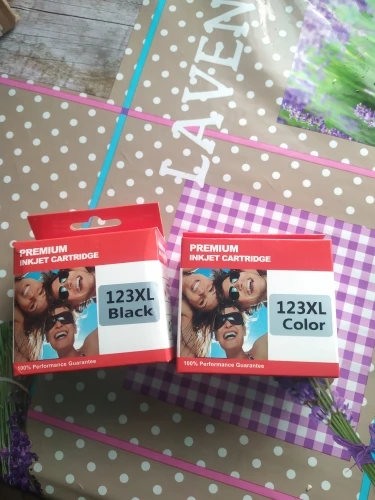 LAVEN
PREMIUM
INKJET CARTRIDGE
123XL
Black
100% Performance Guarantee
PREMIUM
INKJET CARTRIDGE
123XL
Color
100% Performance Guarantee